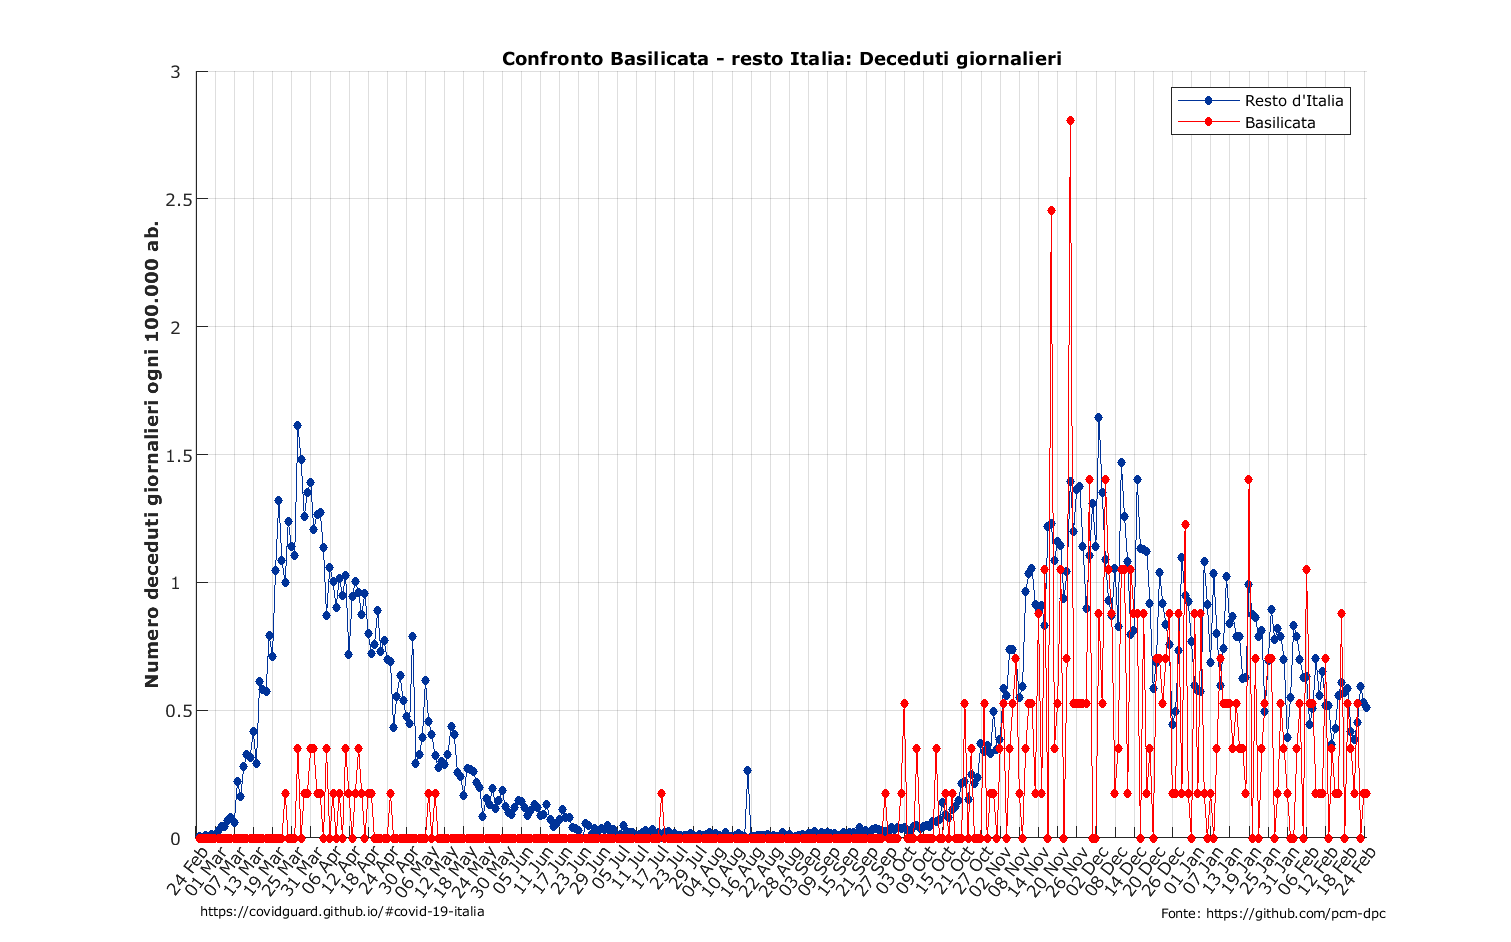 Confronto Basilicata - resto Italia: Deceduti giornalieri
Resto d'Italia
Basilicata
Numero deceduti giornalieri ogni 100.000 ab.
3
2.5
2
1.5
1
0.5
0
24 Feb
01 Mar
07 Mar
13 Mar
19 Mar
25 Mar
31 Mar
06 Apr
12 Apr
18 Apr
24 Apr
30 Apr
06 May
12 May
18 May
24 May
30 May
05 Jun
11 Jun
17 Jun
23 Jun
29 Jun
05 Jul
11 Jul
17 Jul
23 Jul
29 Jul
04 Aug
10 Aug
16 Aug
22 Aug
28 Aug
03 Sep
09 Sep
15 Sep
21 Sep
27 Sep
03 Oct
09 Oct
15 Oct
21 Oct
27 Oct
02 Nov
08 Nov
14 Nov
20 Nov
26 Nov
02 Dec
08 Dec
14 Dec
20 Dec
26 Dec
01 Jan
07 Jan
13 Jan
19 Jan
25 Jan
31 Jan
06 Feb
12 Feb
18 Feb
24 Feb
https://covidguard.github.io/#covid-19-italia
Fonte: https://github.com/pcm-dpc